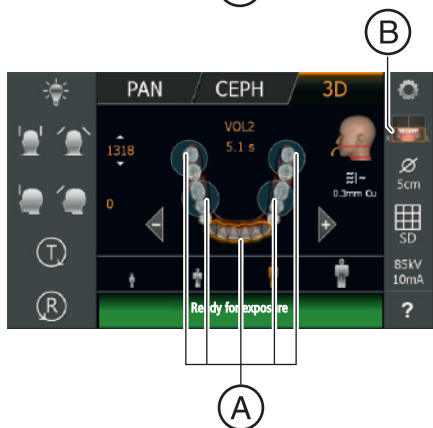 B
PAN CEPH 3D
VOL2
5.1 s
1318
0
0.3mm Cu
5cm
SD
85kV
10mA
T
R
Ready for exposure
?
A